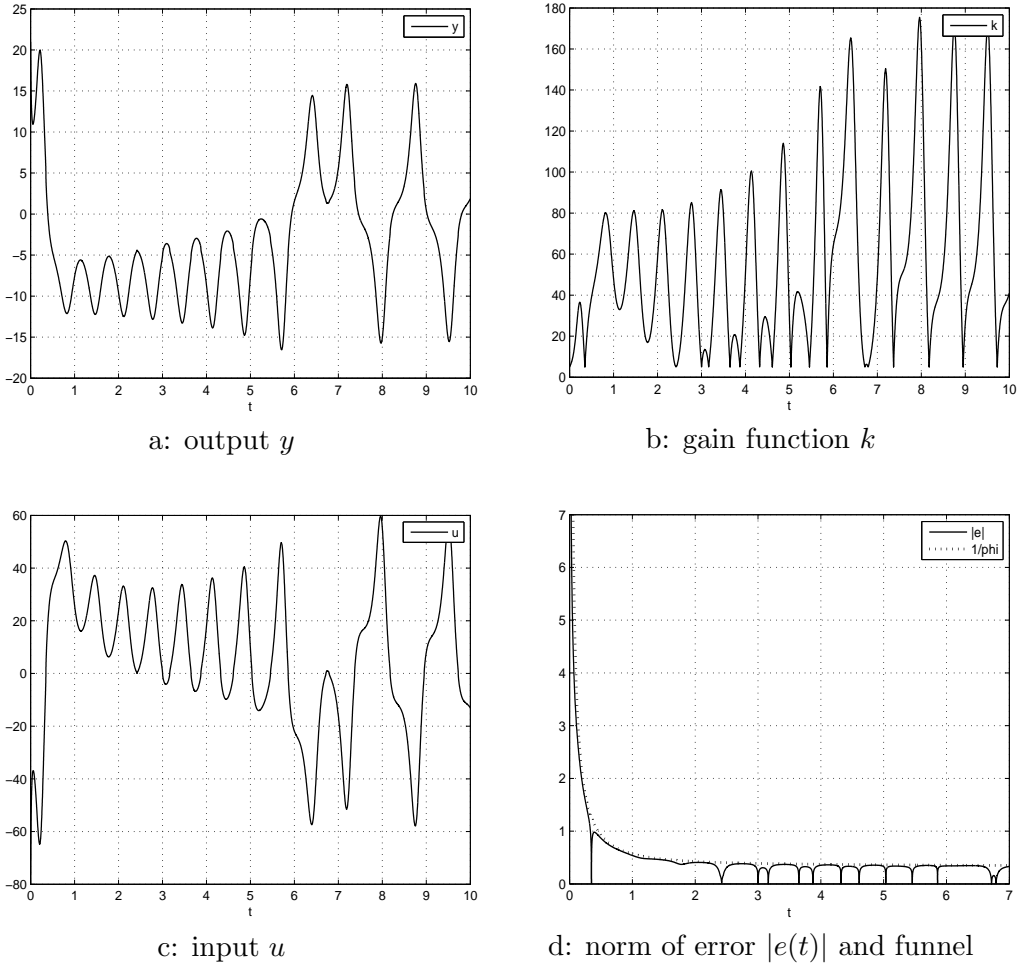 25
20
15
10
5
0
−5
−10
−15
−20
0 1 2 3 4 5 6 7 8 9 10
t
y
a: output y
180
160
140
120
100
80
60
40
20
0
0 1 2 3 4 5 6 7 8 9 10
t
k
b: gain function k
60
40
20
0
−20
−40
−60
−80
0 1 2 3 4 5 6 7 8 9 10
t
u
c: input u
7
6
5
4
3
2
1
0
0 1 2 3 4 5 6 7
t
|e|
1/phi
d: norm of error |e(t)| and funnel